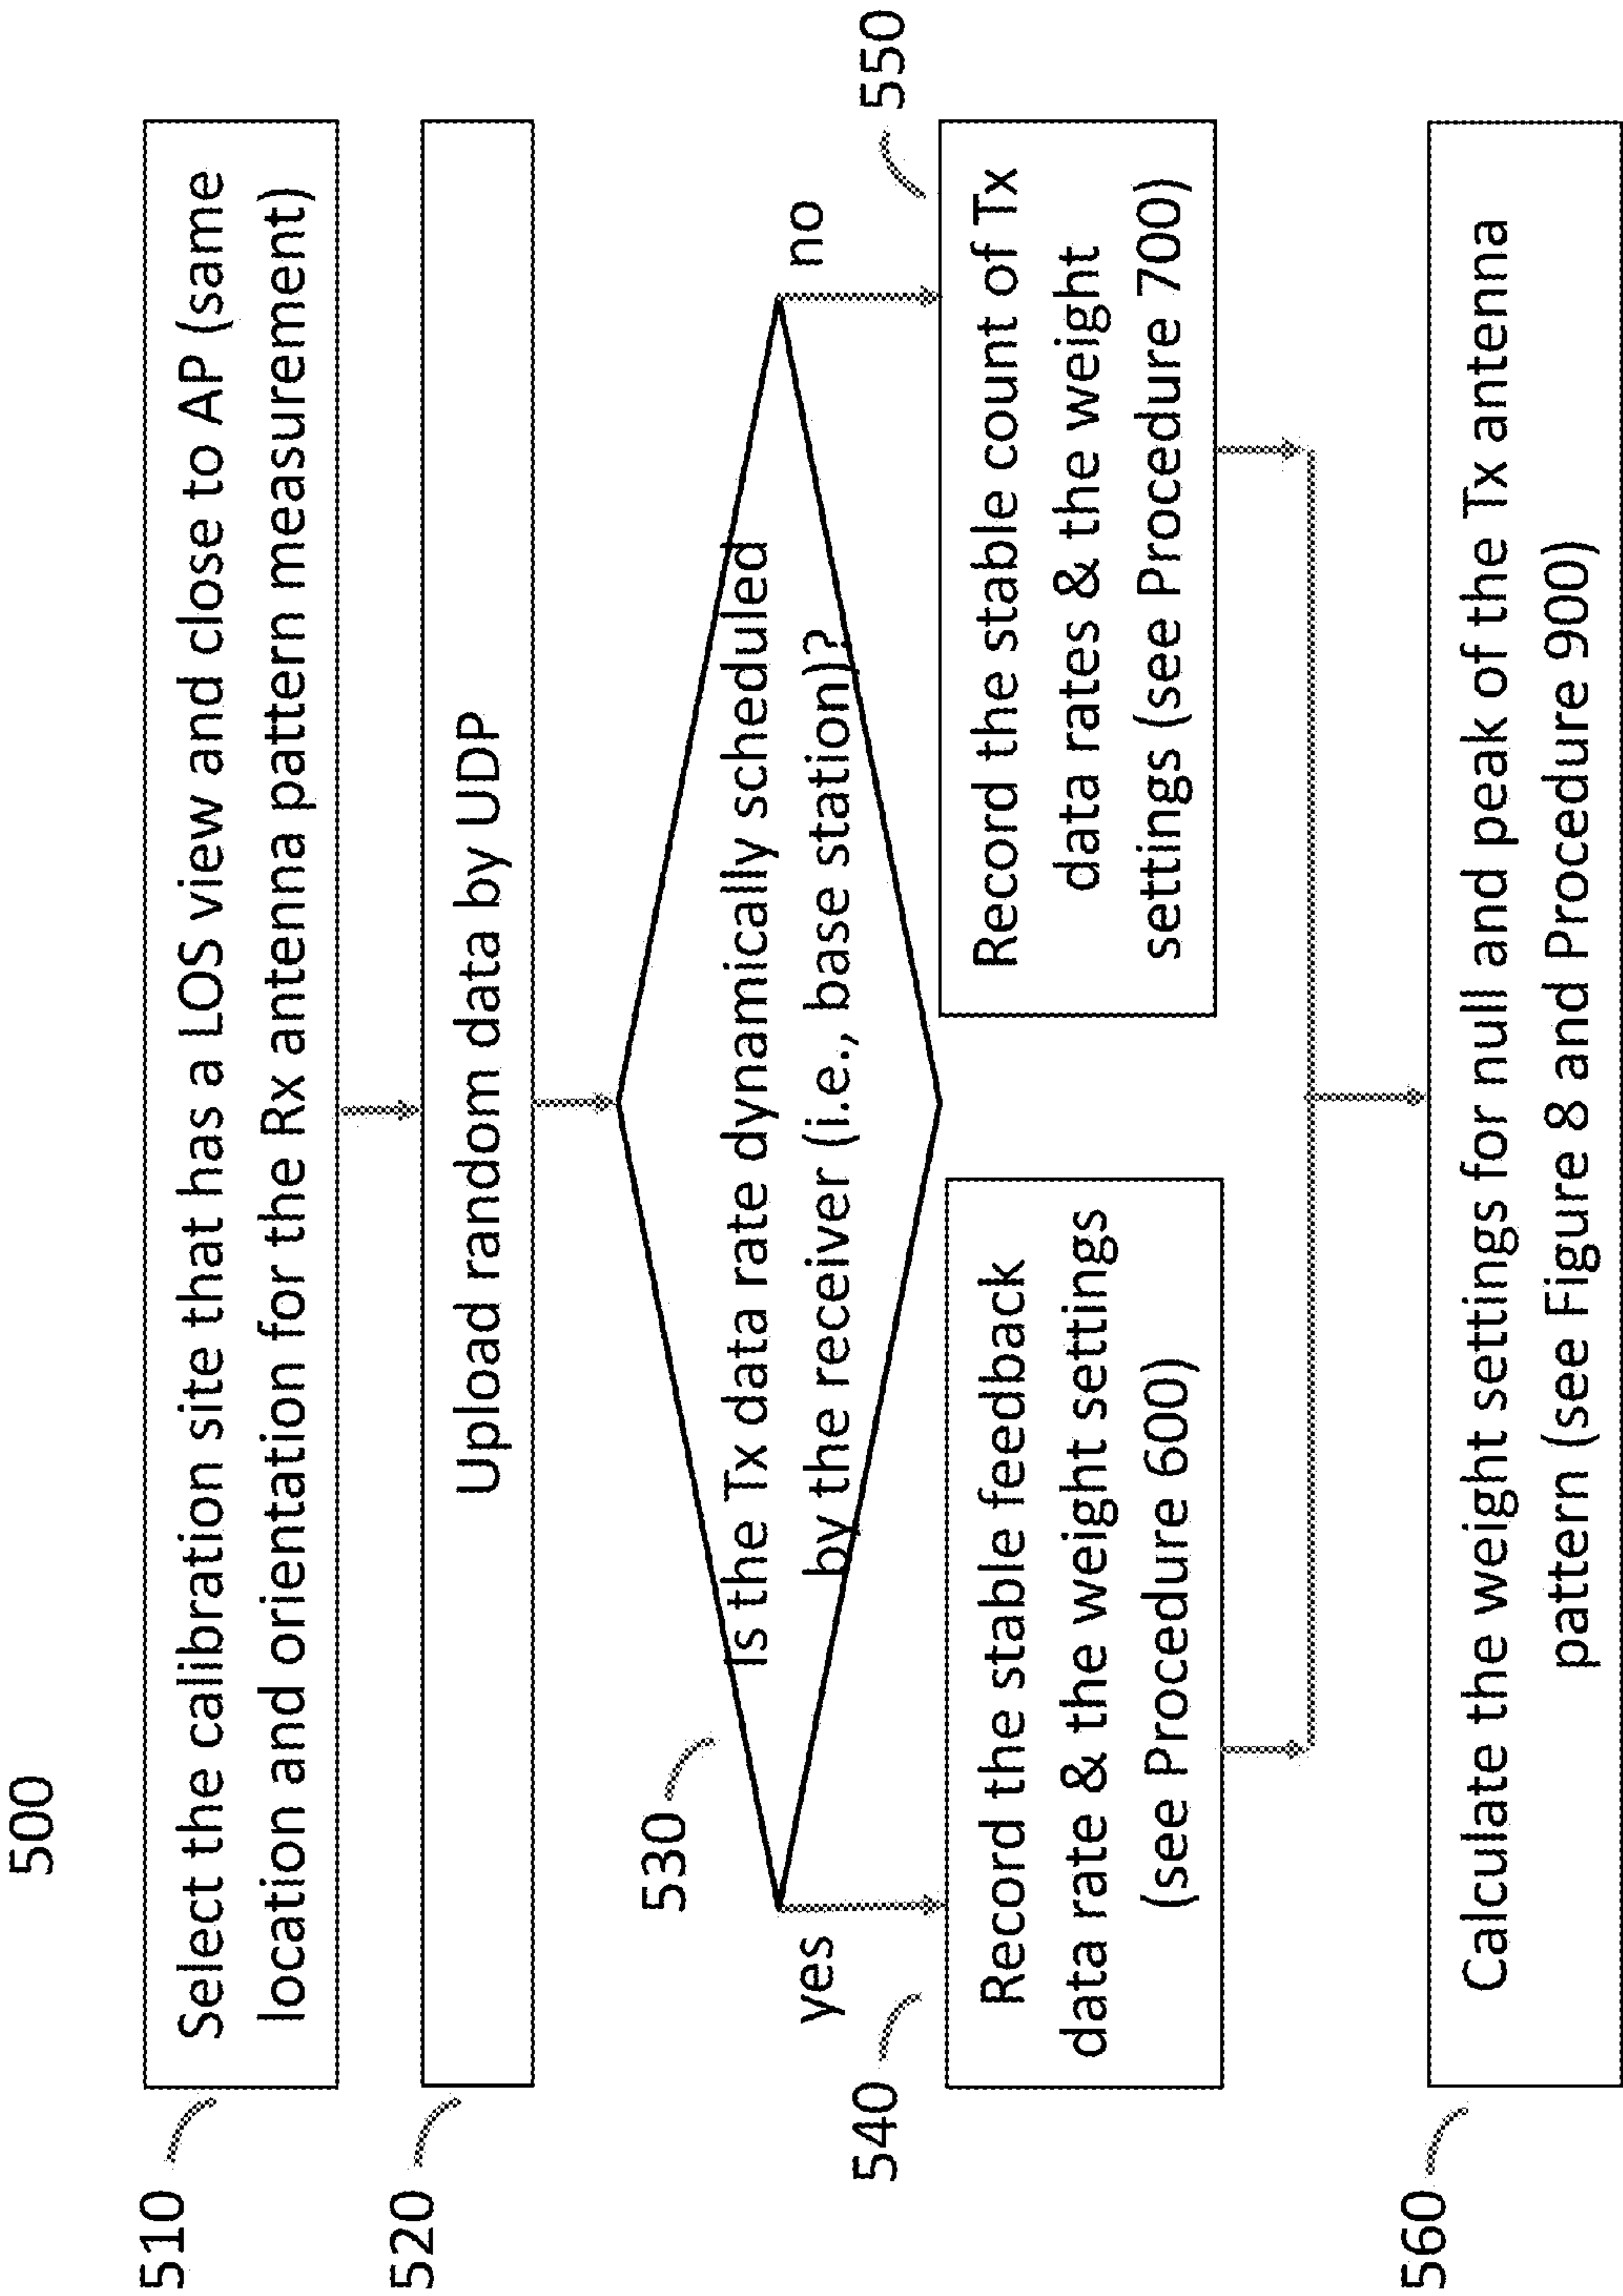 500
510
Select the calibration site that has a LOS view and close to AP (same
location and orientation for the Rx antenna pattern measurement)
520
Upload random data by UDP
530
Is the Tx data rate dynamically scheduled
by the receiver (i.e., base station)?
yes
no
540
Record the stable feedback
data rate & the weight settings
(see Procedure 600)
550
Record the stable count of Tx
data rates & the weight
settings (see Procedure 700)
560
Calculate the weight settings for null and peak of the Tx antenna
pattern (see Figure 8 and Procedure 900)